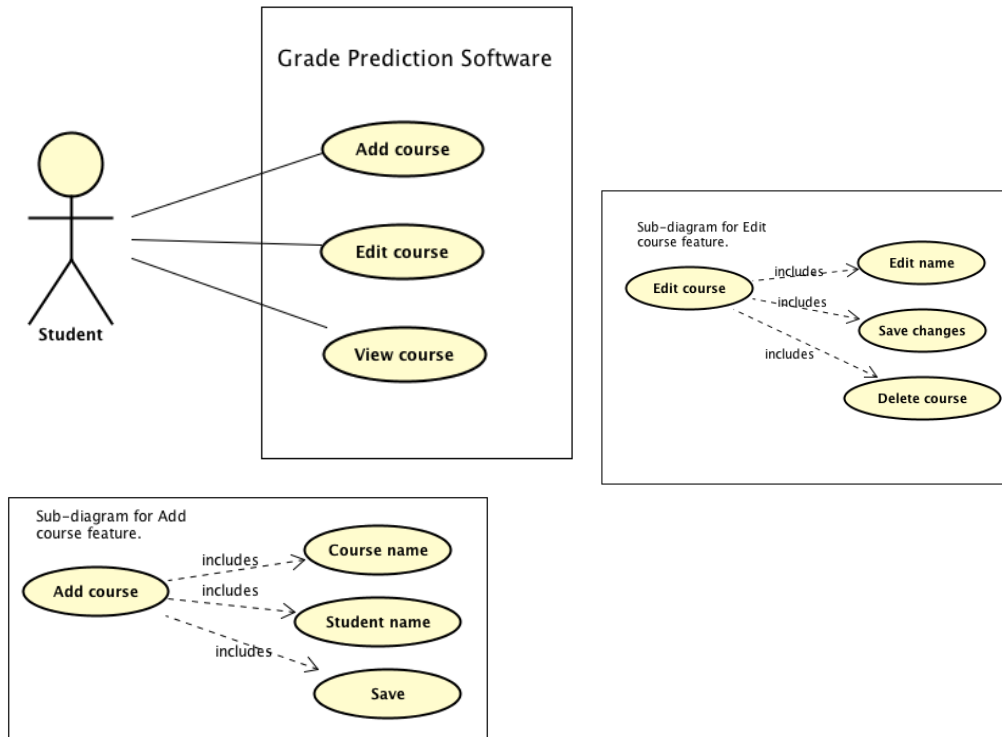 Grade Prediction Software
Add course
Edit course
View course
Student
Sub-diagram for Edit
course feature.
Edit course
includes
Edit name
includes
Save changes
includes
Delete course
Sub-diagram for Add
course feature.
Add course
includes
Course name
includes
Student name
includes
Save